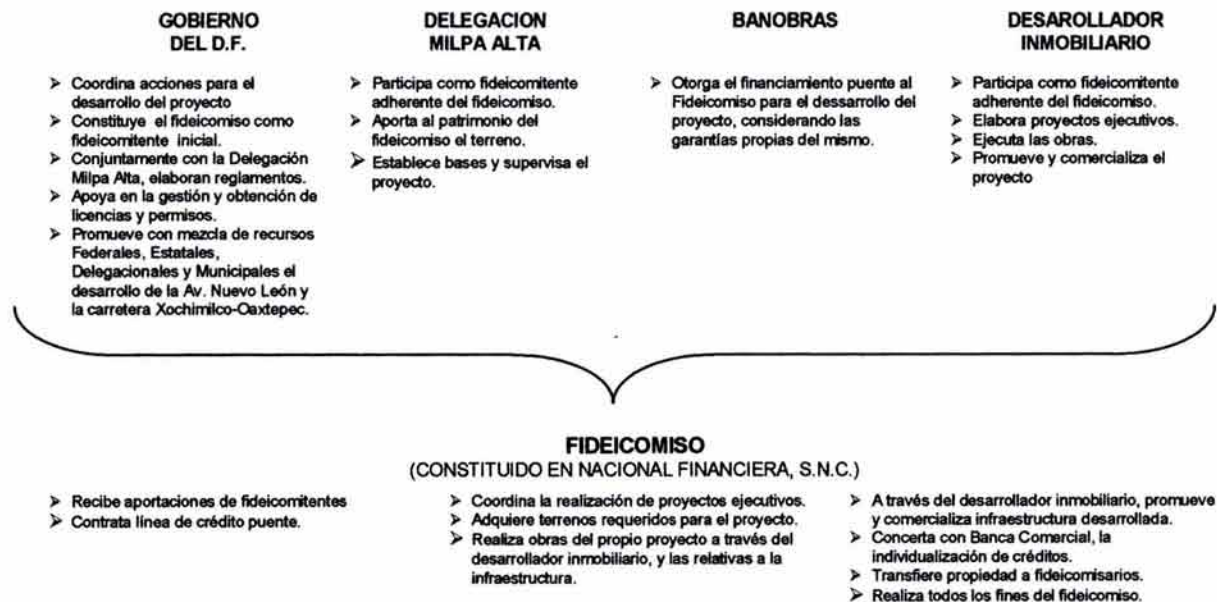 GOBIERNO
DEL D.F.
➢ Coordina acciones para el
desarrollo del proyecto
➢ Constituye el fideicomiso como
fideicomitente inicial.
➢ Conjuntamente con la Delegación
Milpa Alta, elaboran reglamentos.
➢ Apoya en la gestión y obtención de
licencias y permisos.
➢ Promueve con mezcla de recursos
Federales, Estatales,
Delegacionales y Municipales el
desarrollo de la Av. Nuevo León y
la carretera Xochimilco-Oaxtepec.
DELEGACION
MILPA ALTA
➢ Participa como fideicomitente
adherente del fideicomiso.
➢ Aporta al patrimonio del
fideicomiso el terreno.
➢ Establece bases y supervisa el
proyecto.
BANOBRAS
➢ Otorga el financiamiento puente al
Fideicomiso para el dessarrollo del
proyecto, considerando las
garantías propias del mismo.
DESAROLLADOR
INMOBILIARIO
➢ Participa como fideicomitente
adherente del fideicomiso.
➢ Elabora proyectos ejecutivos.
➢ Ejecuta las obras.
➢ Promueve y comercializa el
proyecto
FIDEICOMISO
(CONSTITUIDO EN NACIONAL FINANCIERA, S.N.C.)
➢ Recibe aportaciones de fideicomitentes
➢ Contrata línea de crédito puente.
➢ Coordina la realización de proyectos ejecutivos.
➢ Adquiere terrenos requeridos para el proyecto.
➢ Realiza obras del propio proyecto a través del
desarrollador inmobiliario, y las relativas a la
infraestructura.
➢ A través del desarrollador inmobiliario, promueve
y comercializa infraestructura desarrollada.
➢ Concerta con Banca Comercial, la
individualización de créditos.
➢ Transfiere propiedad a fideicomisarios.
➢ Realiza todos los fines del fideicomiso.